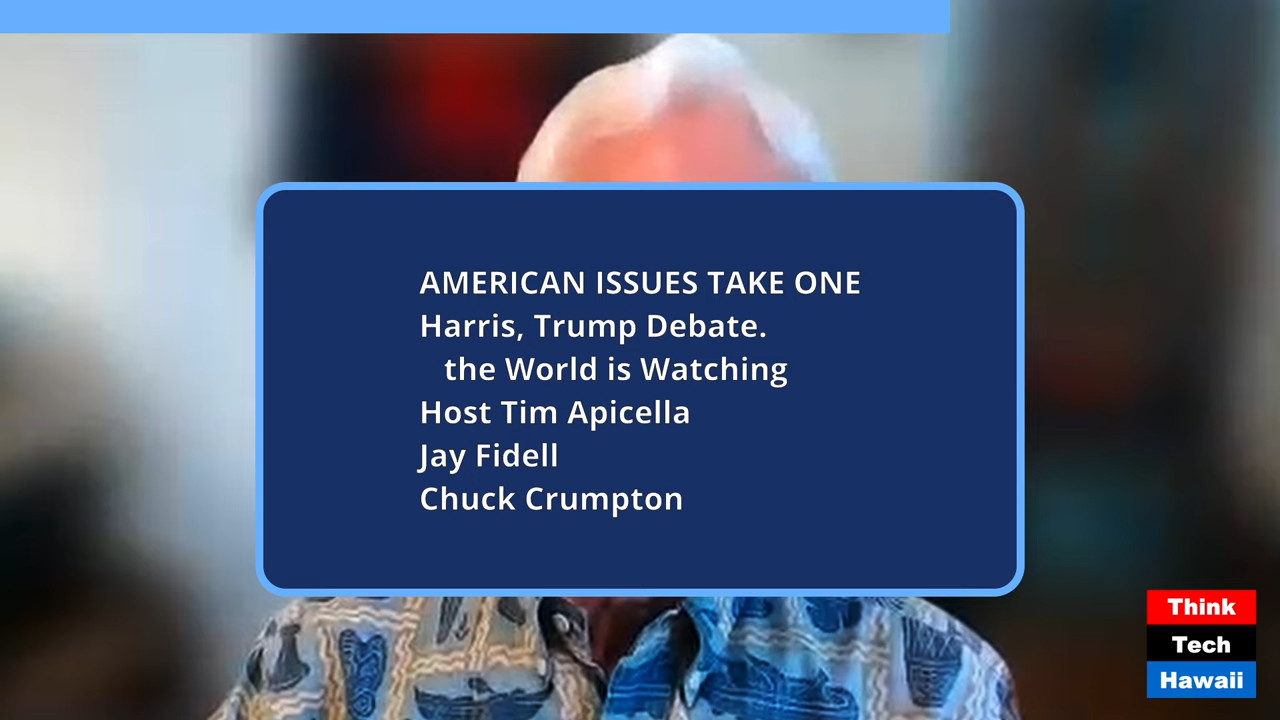 AMERICAN ISSUES TAKE ONE
Harris, Trump Debate.
the World is Watching
Host Tim Apicella
Jay Fidell
Chuck Crumpton
Think
Tech
Hawaii